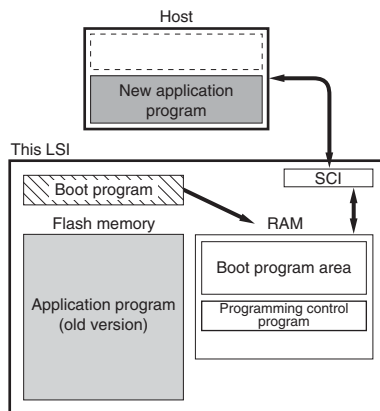 Host
New application
program
This LSI
SCI
Boot program
Flash memory
RAM
Application program
(old version)
Boot program area
Programming control
program